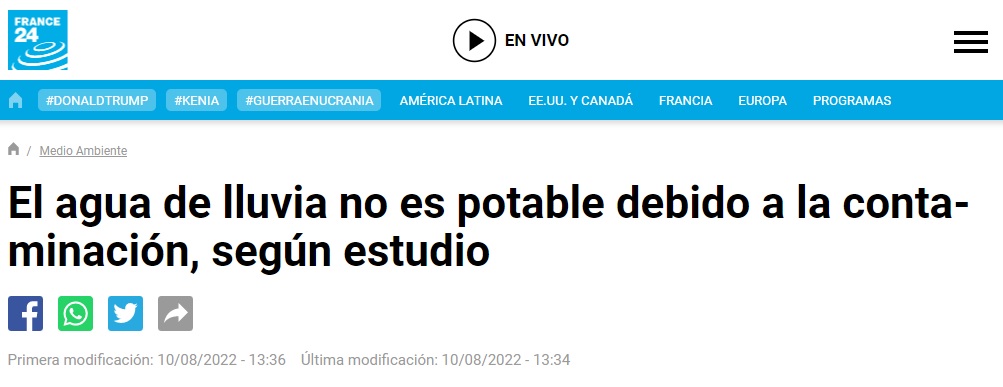 FRANCE
24
EN VIVO
#DONALDTRUMP #KENIA #GUERRAENUCRANIA AMÉRICA LATINA EE.UU. Y CANADÁ FRANCIA EUROPA PROGRAMAS
/ Medio Ambiente
El agua de lluvia no es potable debido a la conta-
minación, según estudio
Primera modificación: 10/08/2022 - 13:36 Última modificación: 10/08/2022 - 13:34